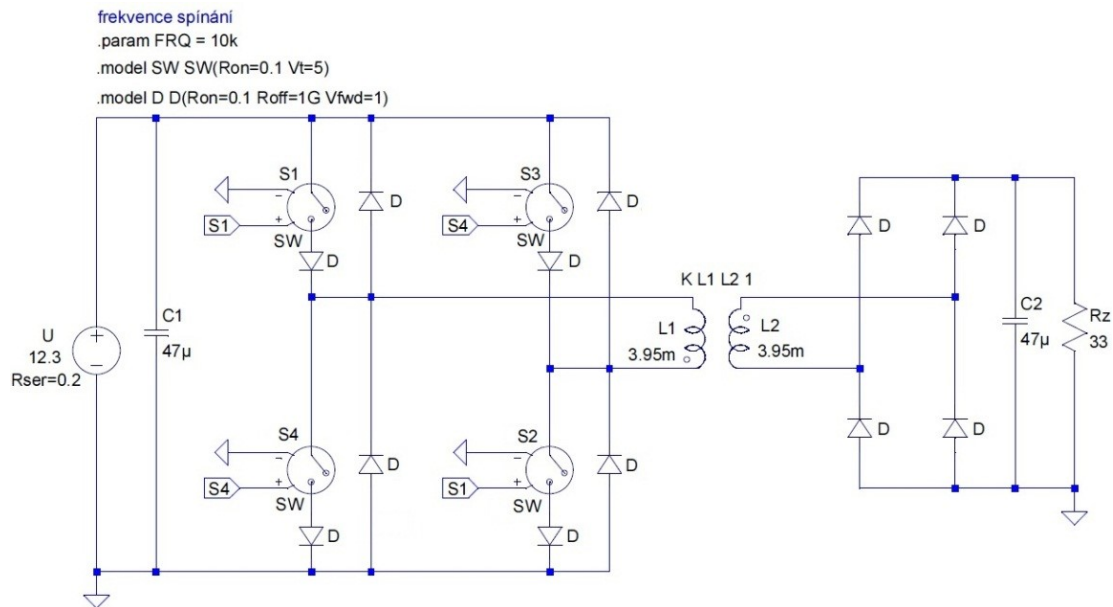 frekvence spínání
.param FRQ = 10k
.model SW SW(Ron=0.1 Vt=5)
.model D D(Ron=0.1 Roff=1G Vfwd=1)
S1
S3
−
−
D
D
S1
+
S4
+
SW
SW
D
D
D
D
K L1 L2 1
U
12.3
Rser=0.2
C1
47µ
L1
3.95m
L2
3.95m
C2
47µ
Rz
33
S4
S2
D
D
−
−
D
D
S4
+
S1
+
SW
SW
D
D